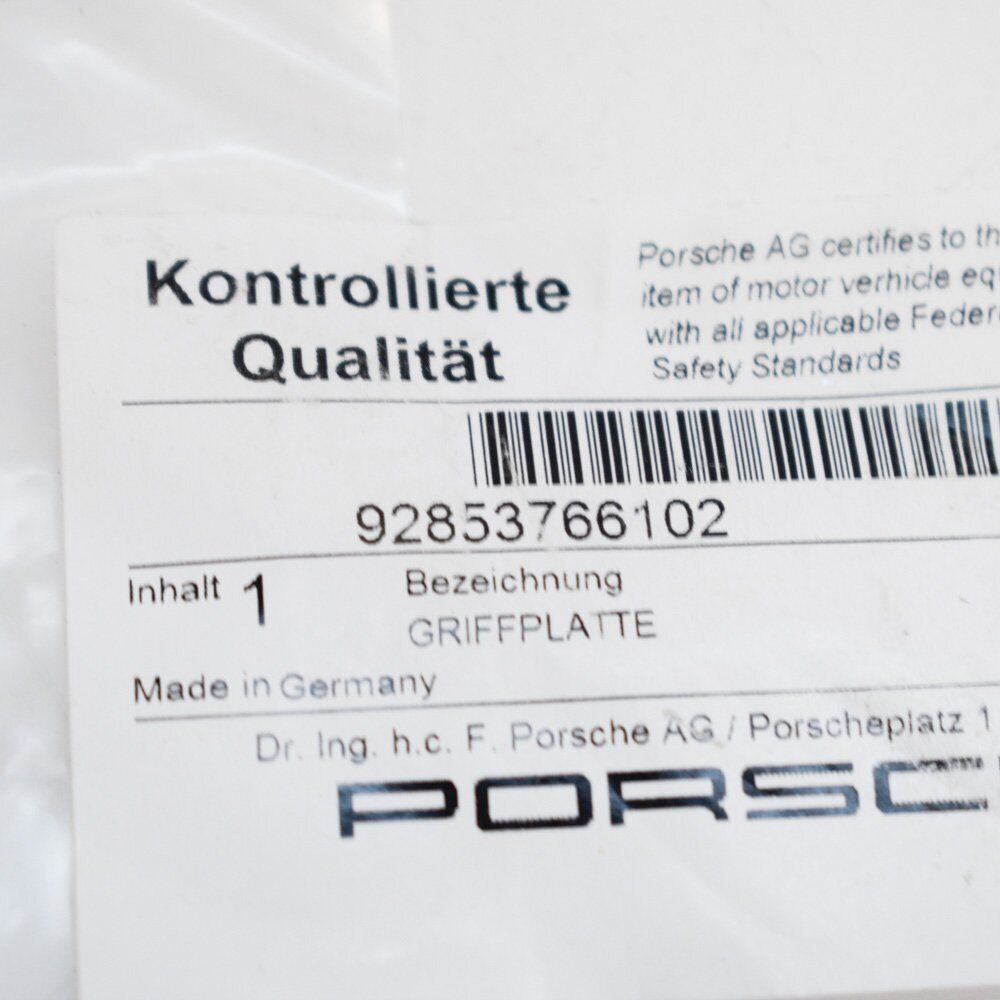 Kontrollierte
Qualität
Porsche AG certifies to th
item of motor verhicle eq
with all applicable Feder
Safety Standards
92853766102
Inhalt 1
Bezeichnung
GRIFFPLATTE
Made in Germany
Dr. Ing. h.c. F. Porsche AG / Porscheplatz 1
PORSC